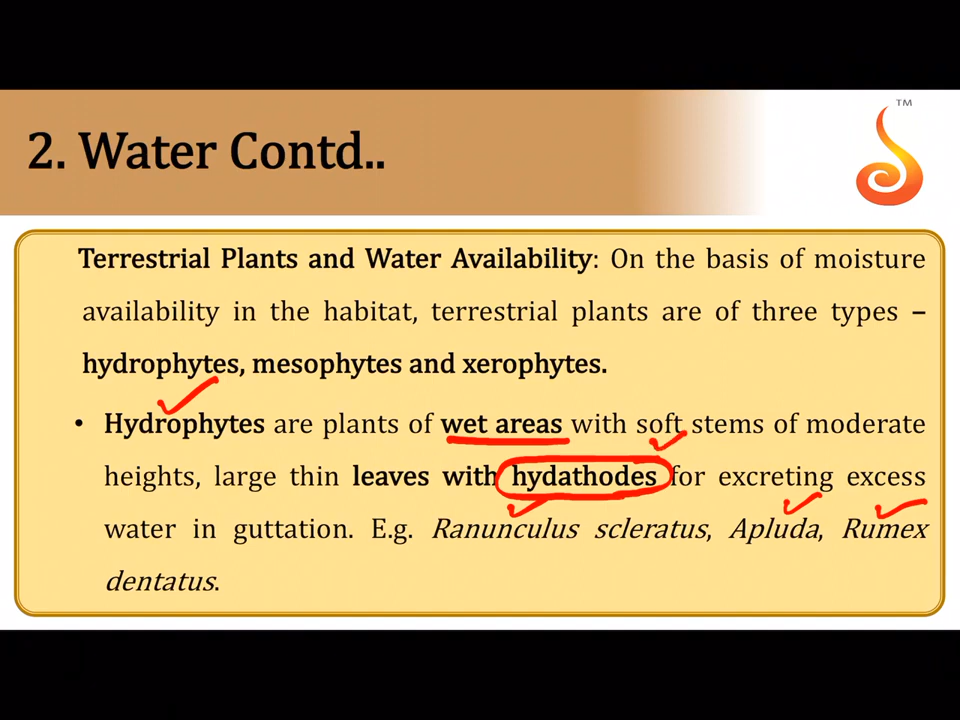 2. Water Contd..
TM
Terrestrial Plants and Water Availability: On the basis of moisture
availability in the habitat, terrestrial plants are of three types –
hydrophytes, mesophytes and xerophytes.
• Hydrophytes are plants of wet areas with soft stems of moderate
heights, large thin leaves with hydathodes for excreting excess
water in guttation. E.g. Ranunculus scleratus, Apluda, Rumex
dentatus.